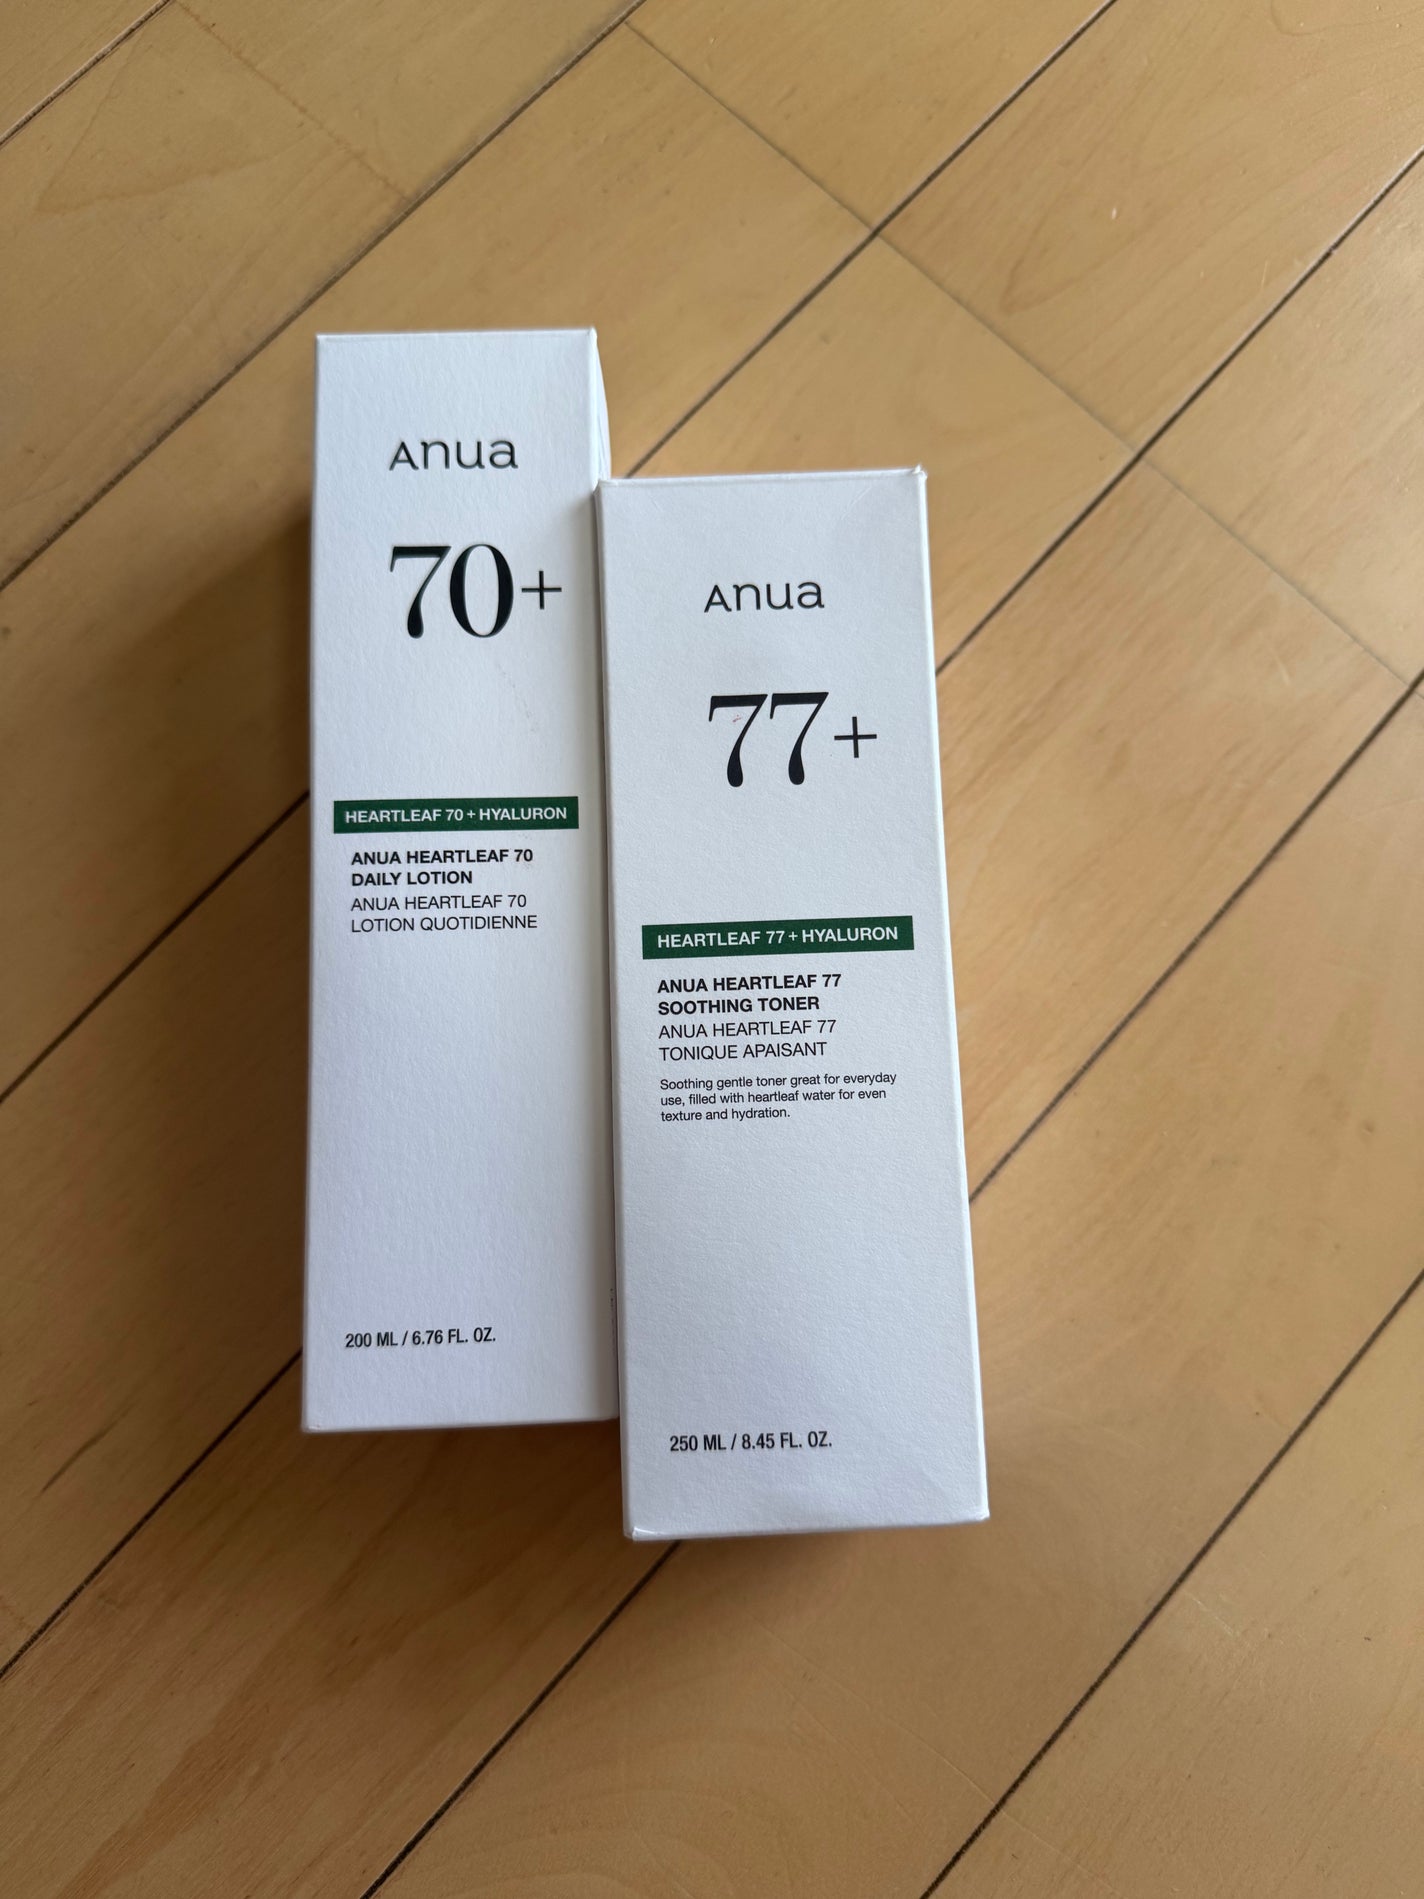 Anua
70+
HEARTLEAF 70 + HYALURON
ANUA HEARTLEAF 70
DAILY LOTION
ANUA HEARTLEAF 70
LOTION QUOTIDIENNE
200 ML / 6.76 FL. OZ.
Anua
77+
HEARTLEAF 77 + HYALURON
ANUA HEARTLEAF 77
SOOTHING TONER
ANUA HEARTLEAF 77
TONIQUE APAISANT
Soothing gentle toner great for everyday
use, filled with heartleaf water for even
texture and hydration.
250 ML / 8.45 FL. OZ.